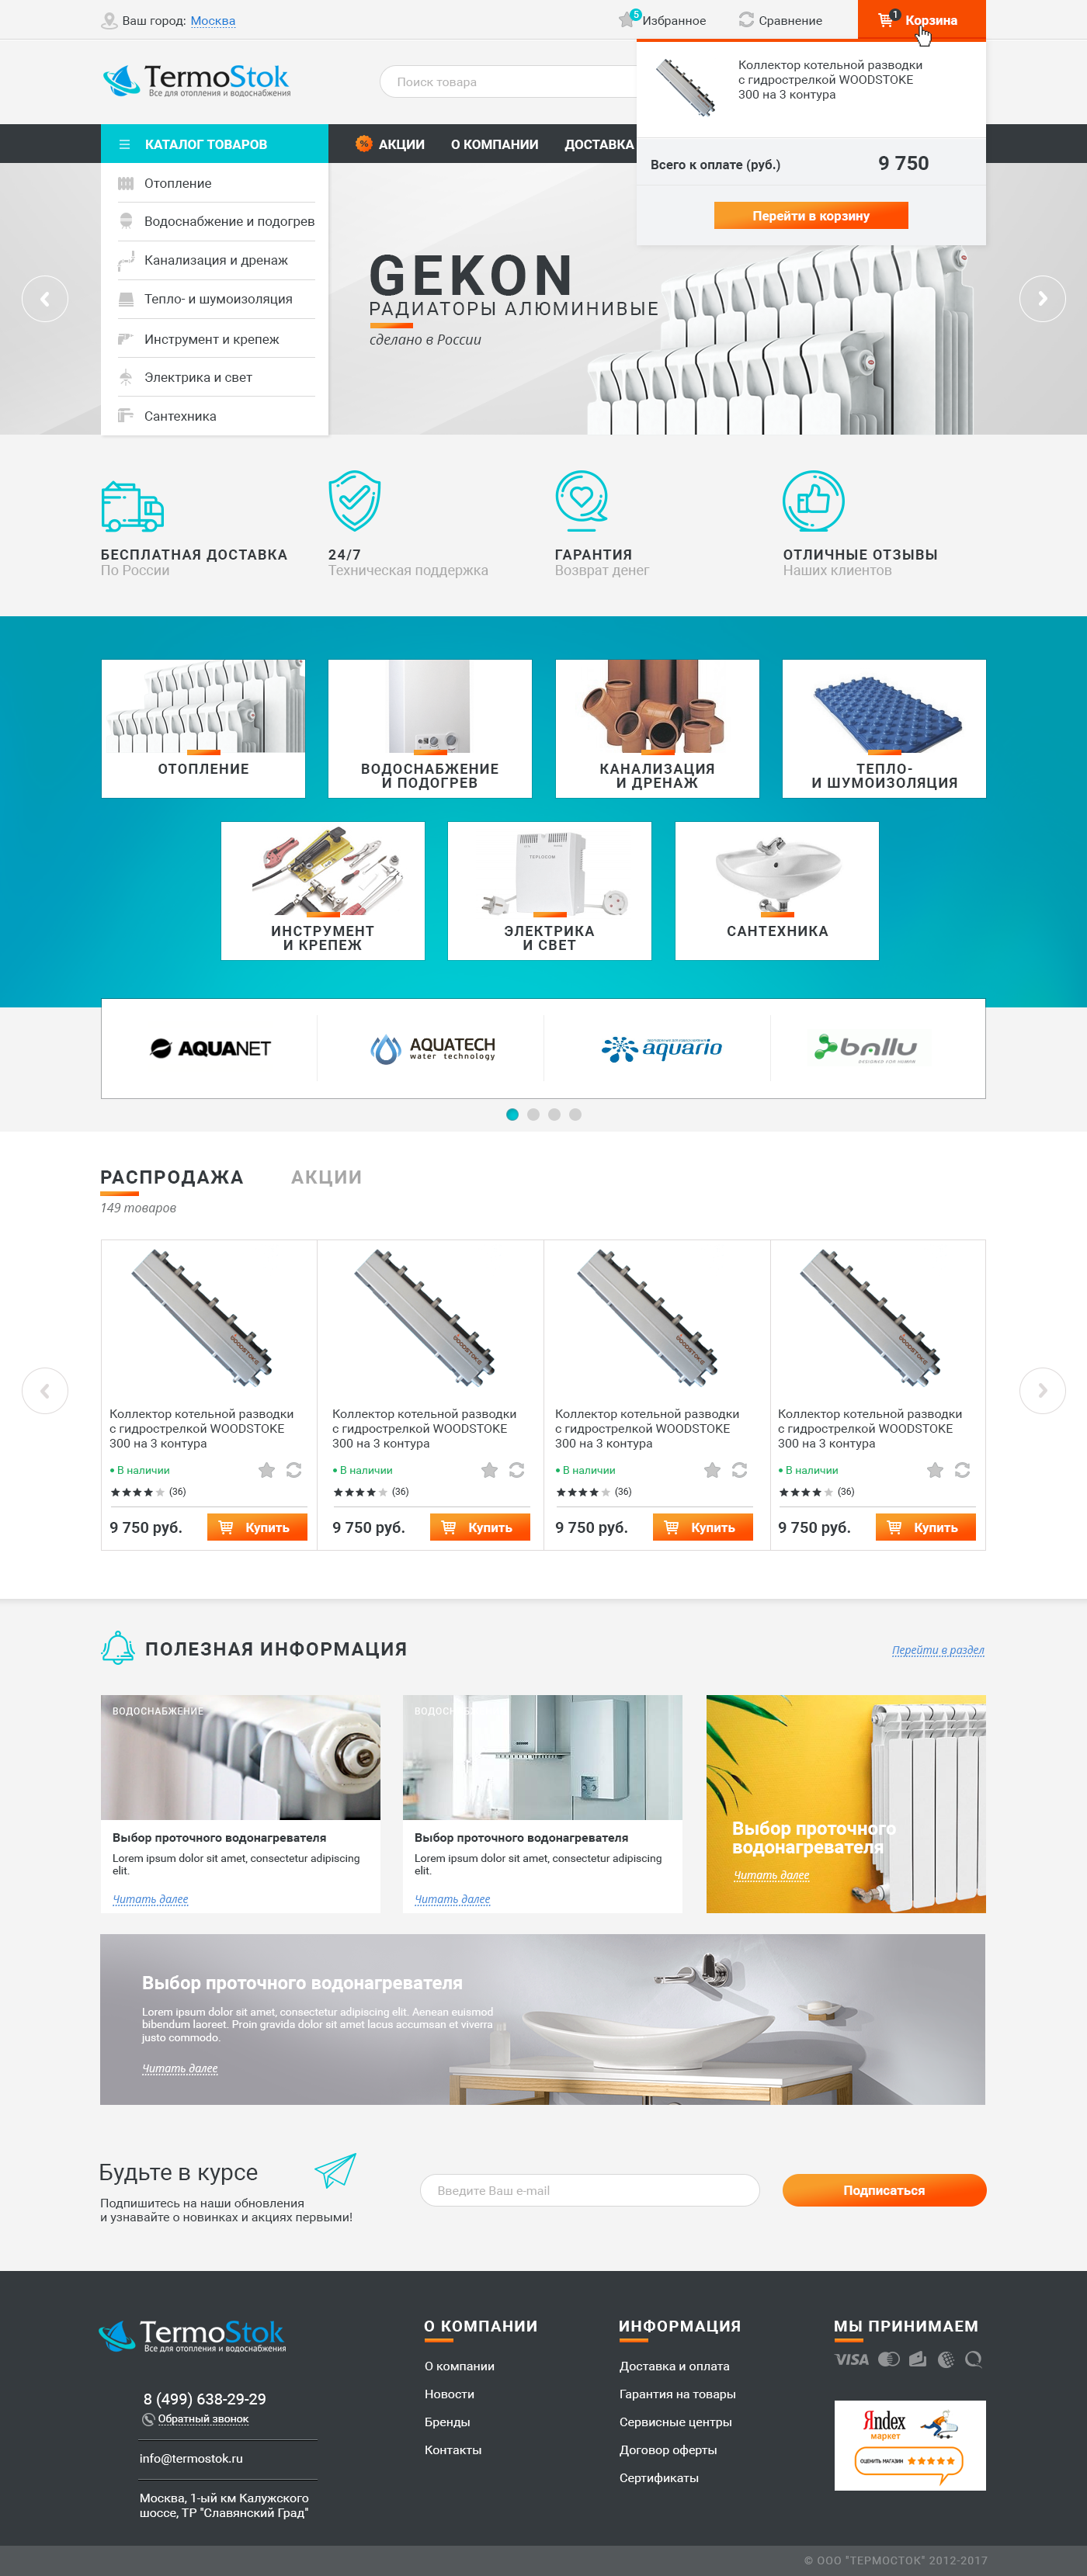 Ваш город: Москва
5
Избранное
Сравнение
1
Корзина
TermoStok
Все для отопления и водоснабжения
Поиск товара
Коллектор котельной разводки
с гидрострелкой WOODSTOKE
300 на 3 контура
КАТАЛОГ ТОВАРОВ
% АКЦИИ
О КОМПАНИИ
ДОСТАВКА
Всего к оплате (руб.)
9 750
Перейти в корзину
Отопление
Водоснабжение и подогрев
Канализация и дренаж
Тепло- и шумоизоляция
Инструмент и крепеж
Электрика и свет
Сантехника
GEKON
РАДИАТОРЫ АЛЮМИНИВЫЕ
сделано в России
БЕСПЛАТНАЯ ДОСТАВКА
По России
24/7
Техническая поддержка
ГАРАНТИЯ
Возврат денег
ОТЛИЧНЫЕ ОТЗЫВЫ
Наших клиентов
ОТОПЛЕНИЕ
ВОДОСНАБЖЕНИЕ
И ПОДОГРЕВ
КАНАЛИЗАЦИЯ
И ДРЕНАЖ
ТЕПЛО-
И ШУМОИЗОЛЯЦИЯ
TEPLOCOM
ИНСТРУМЕНТ
И КРЕПЕЖ
ЭЛЕКТРИКА
И СВЕТ
САНТЕХНИКА
AQUANET
AQUATECH
water technology
aquario
ballu
РАСПРОДАЖА
АКЦИИ
149 товаров
WOODSTOKE
WOODSTOKE
WOODSTOKE
WOODSTOKE
Коллектор котельной разводки
с гидрострелкой WOODSTOKE
300 на 3 контура
В наличии
(36)
9 750 руб.
Купить
Коллектор котельной разводки
с гидрострелкой WOODSTOKE
300 на 3 контура
В наличии
(36)
9 750 руб.
Купить
Коллектор котельной разводки
с гидрострелкой WOODSTOKE
300 на 3 контура
В наличии
(36)
9 750 руб.
Купить
Коллектор котельной разводки
с гидрострелкой WOODSTOKE
300 на 3 контура
В наличии
(36)
9 750 руб.
Купить
ПОЛЕЗНАЯ ИНФОРМАЦИЯ
Перейти в раздел
ВОДОСНАБЖЕНИЕ
Выбор проточного водонагревателя
Lorem ipsum dolor sit amet, consectetur adipiscing
elit.
Читать далее
Выбор проточного водонагревателя
Lorem ipsum dolor sit amet, consectetur adipiscing
elit.
Читать далее
Выбор проточного
водонагревателя
Читать далее
Выбор проточного водонагревателя
Lorem ipsum dolor sit amet, consectetur adipiscing elit. Aenean euismod
bibendum laoreet. Proin gravida dolor sit amet lacus accumsan et viverra
justo commodo.
Читать далее
Будьте в курсе
Подпишитесь на наши обновления
и узнавайте о новинках и акциях первыми!
Введите Ваш e-mail
Подписаться
TermoStok
Все для отопления и водоснабжения
8 (499) 638-29-29
Обратный звонок
info@termostok.ru
Москва, 1-ый км Калужского
шоссе, ТР "Славянский Град"
О КОМПАНИИ
О компании
Новости
Бренды
Контакты
ИНФОРМАЦИЯ
Доставка и оплата
Гарантия на товары
Сервисные центры
Договор оферты
Сертификаты
МЫ ПРИНИМАЕМ
VISA
Яndex
маркет
ОЦЕНИТЬ МАГАЗИН
© ООО "ТЕРМОСТОК" 2012-2017